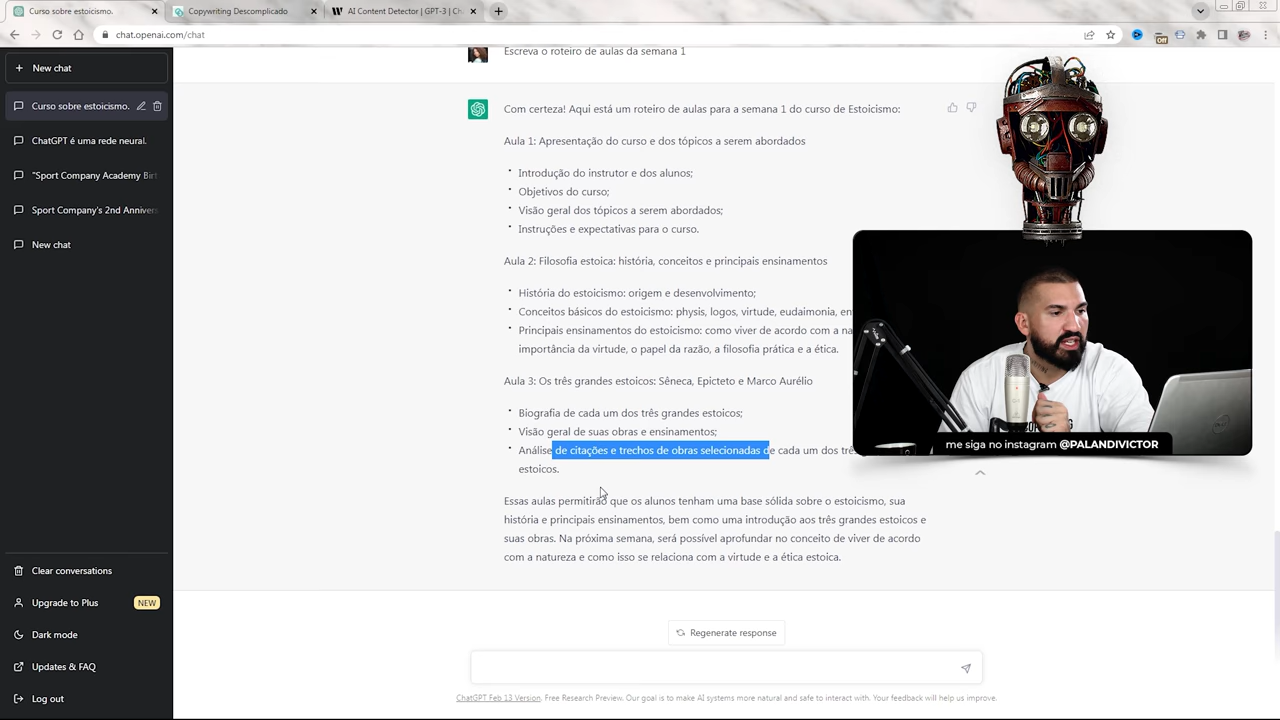 Curso sobre estoicismo.
Copywriting Descomplicado
AI Content Detector | GPT-3 | Ch
chat.openai.com/chat
Off
New chat
Curso sobre estoicismo.
ChatGPT é uma rede neural.
"Sport Company Academy Birt
Sport Company's 2nd Annivers
New chat
Clear conversations
Upgrade to Plus
NEW
Dark mode
Updates & FAQ
Log out
Escreva o roteiro de aulas da semana 1
Com certeza! Aqui está um roteiro de aulas para a semana 1 do curso de Estoicismo:
Aula 1: Apresentação do curso e dos tópicos a serem abordados
• Introdução do instrutor e dos alunos;
• Objetivos do curso;
• Visão geral dos tópicos a serem abordados;
• Instruções e expectativas para o curso.
Aula 2: Filosofia estoica: história, conceitos e principais ensinamentos
• História do estoicismo: origem e desenvolvimento;
• Conceitos básicos do estoicismo: physis, logos, virtude, eudaimonia, en
• Principais ensinamentos do estoicismo: como viver de acordo com a na
importância da virtude, o papel da razão, a filosofia prática e a ética.
Aula 3: Os três grandes estoicos: Sêneca, Epicteto e Marco Aurélio
• Biografia de cada um dos três grandes estoicos;
• Visão geral de suas obras e ensinamentos;
• Análise de citações e trechos de obras selecionadas de cada um dos trê
estoicos.
Essas aulas permitirão que os alunos tenham uma base sólida sobre o estoicismo, sua
história e principais ensinamentos, bem como uma introdução aos três grandes estoicos e
suas obras. Na próxima semana, será possível aprofundar no conceito de viver de acordo
com a natureza e como isso se relaciona com a virtude e a ética estoica.
me siga no instagram @PALANDIVICTOR
Regenerate response
ChatGPT Feb 13 Version. Free Research Preview. Our goal is to make AI systems more natural and safe to interact with. Your feedback will help us improve.